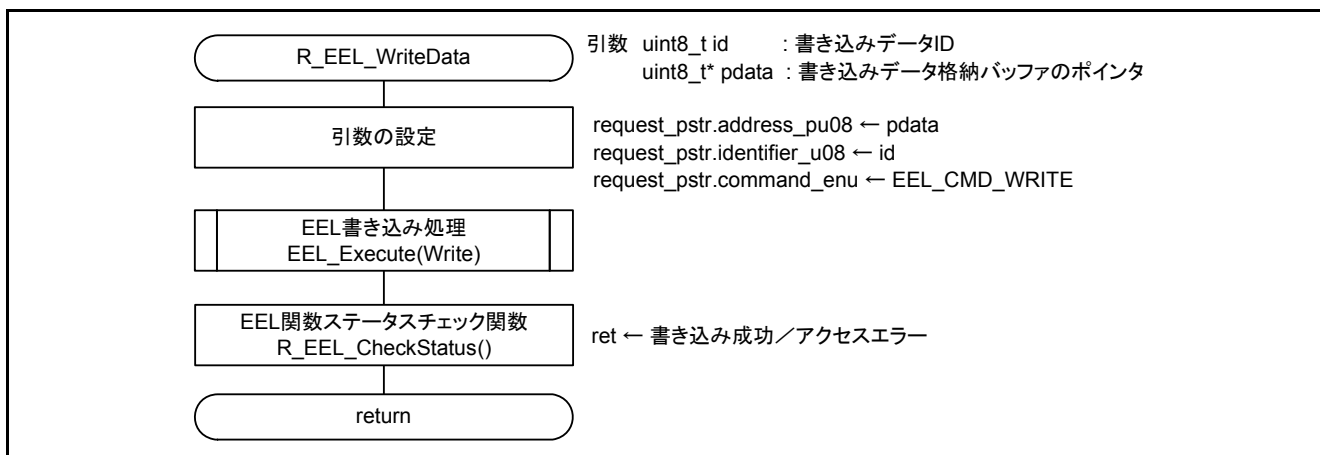 R_EEL_WriteData
引数 uint8_t id : 書き込みデータID
uint8_t* pdata : 書き込みデータ格納バッファのポインタ
引数の設定
request_pstr.address_pu08 ← pdata
request_pstr.identifier_u08 ← id
request_pstr.command_enu ← EEL_CMD_WRITE
EEL書き込み処理
EEL_Execute(Write)
EEL関数ステータスチェック関数
R_EEL_CheckStatus()
ret ← 書き込み成功／アクセスエラー
return